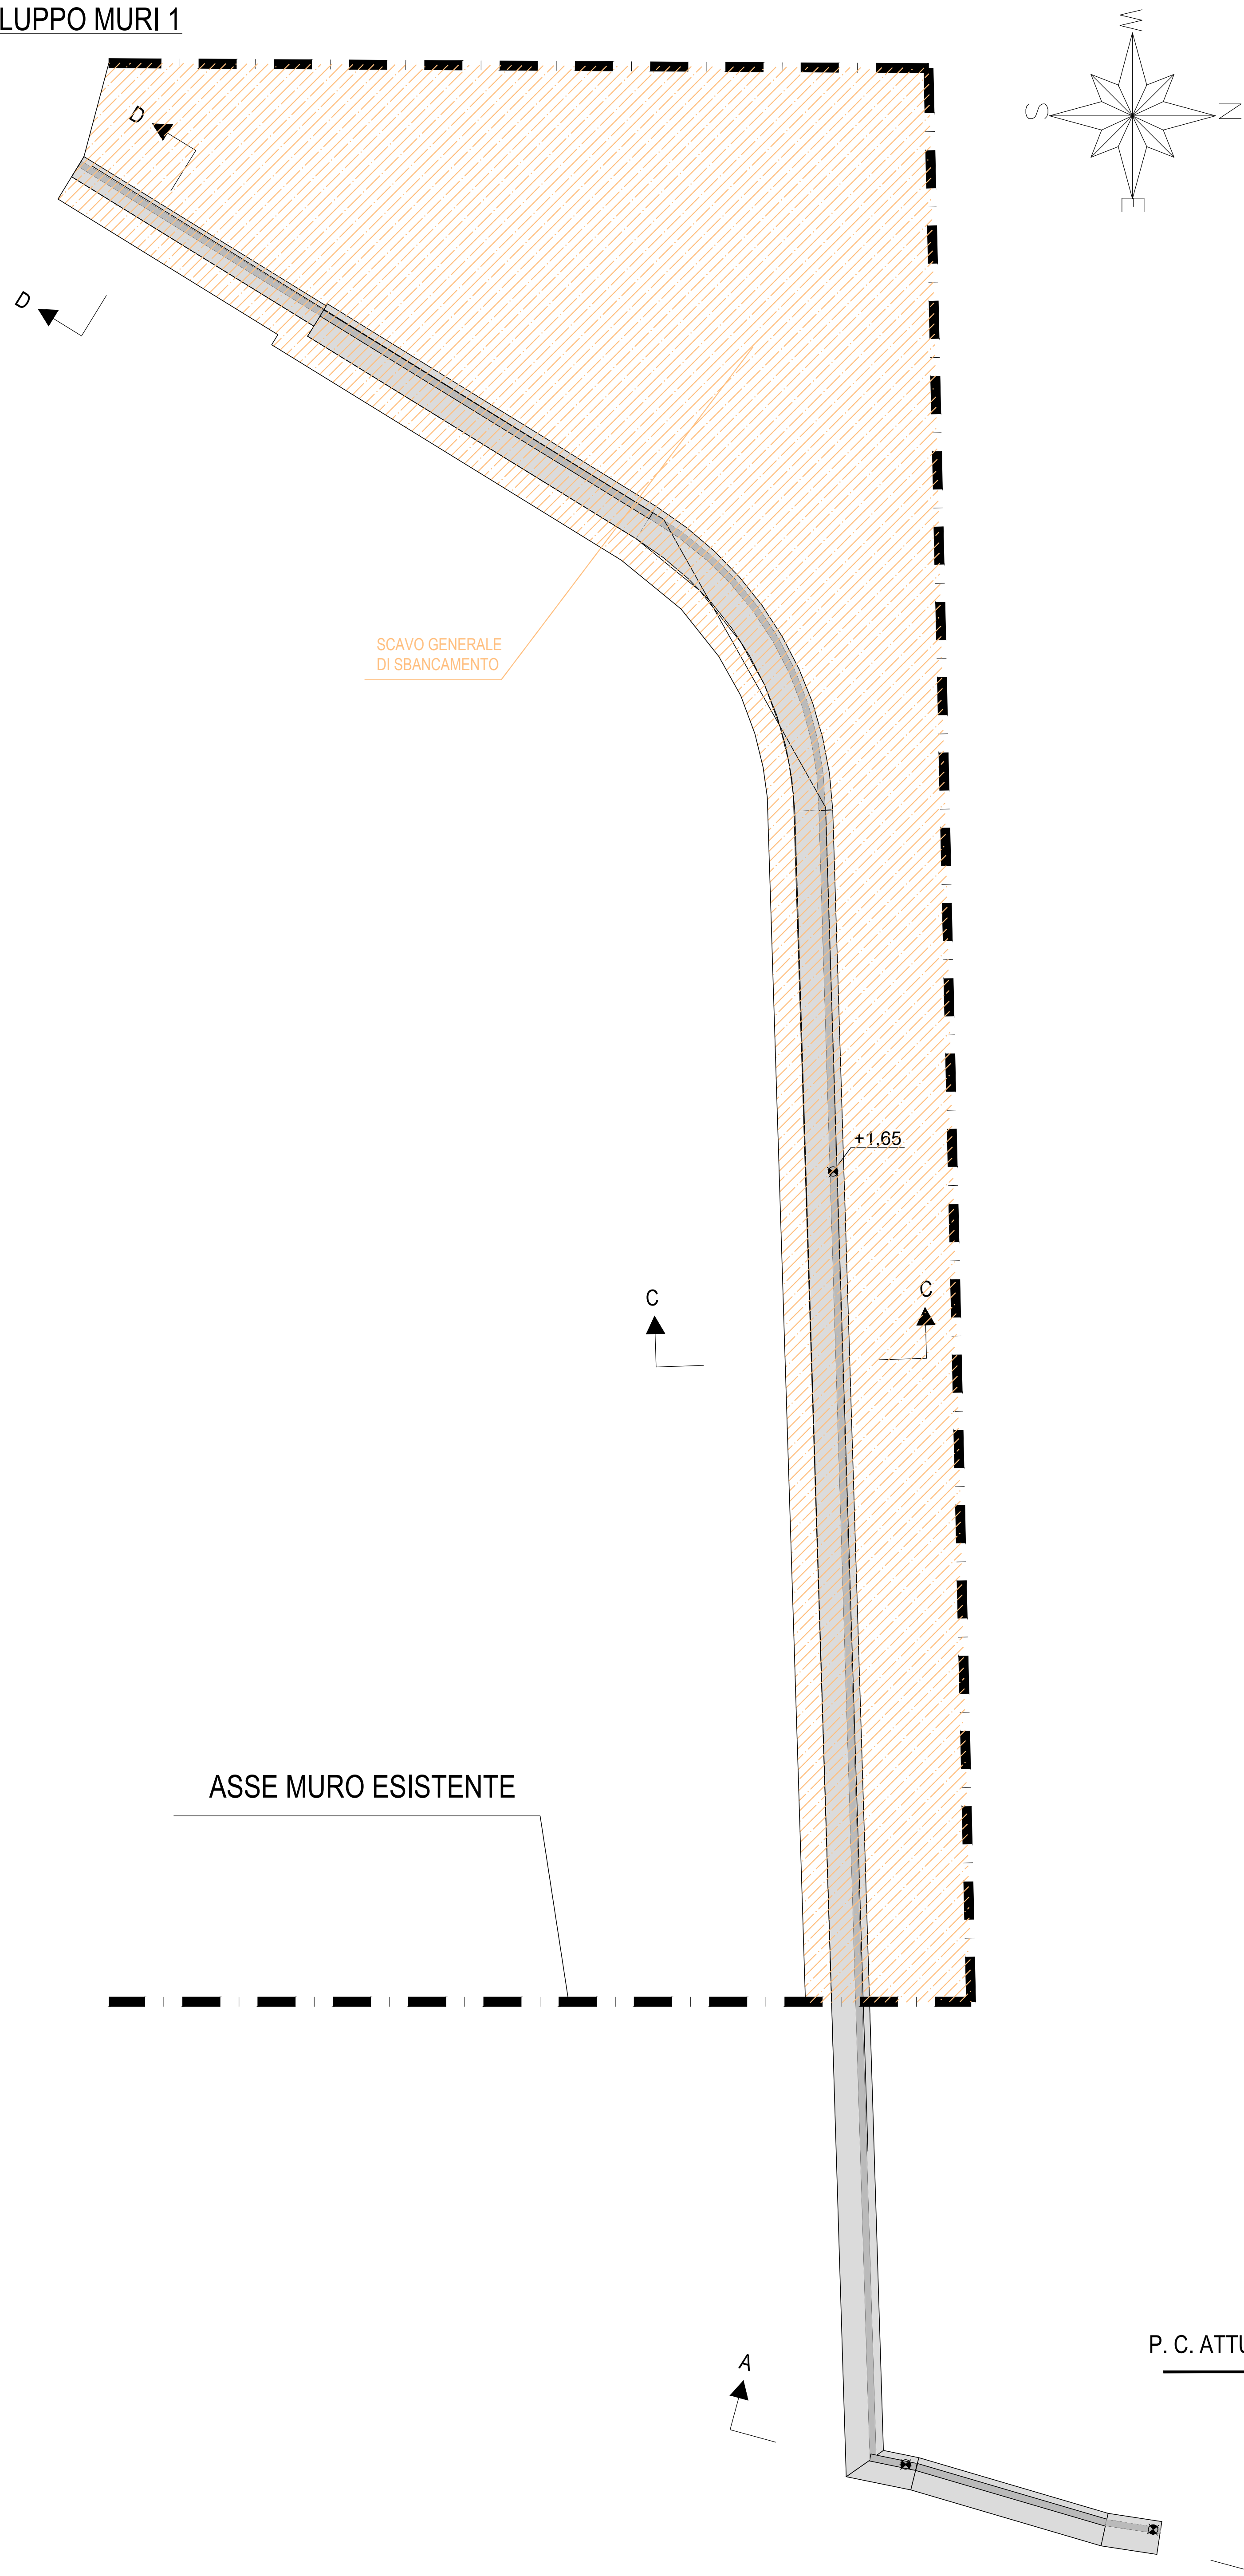 LUPPO MURI 1
W
S
N
E
D
D
SCAVO GENERALE
DI SBANCAMENTO
+1,65
C
C
ASSE MURO ESISTENTE
P. C. ATTU
A